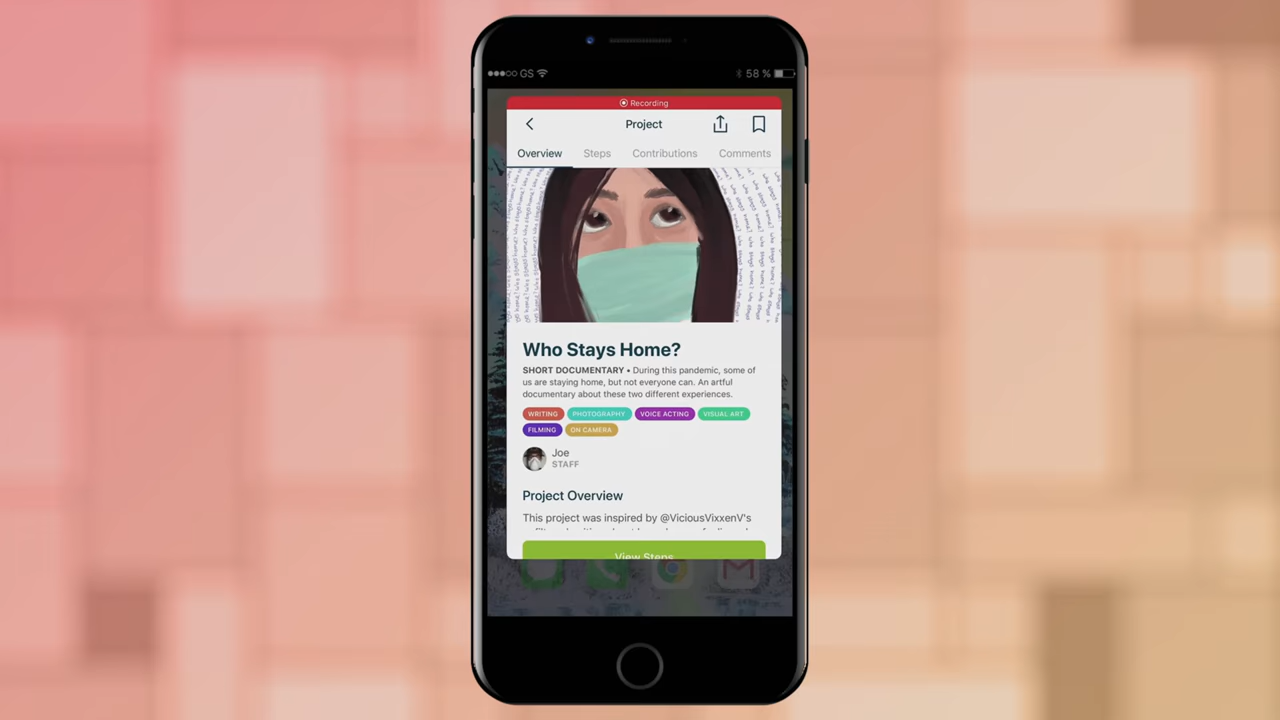 GS
58 %
Recording
Project
Overview Steps Contributions Comments
Who Stays Home?
SHORT DOCUMENTARY • During this pandemic, some of
us are staying home, but not everyone can. An artful
documentary about these two different experiences.
WRITING PHOTOGRAPHY VOICE ACTING VISUAL ART
FILMING ON CAMERA
Joe
STAFF
Project Overview
This project was inspired by @ViciousVixxenV's
View Steps